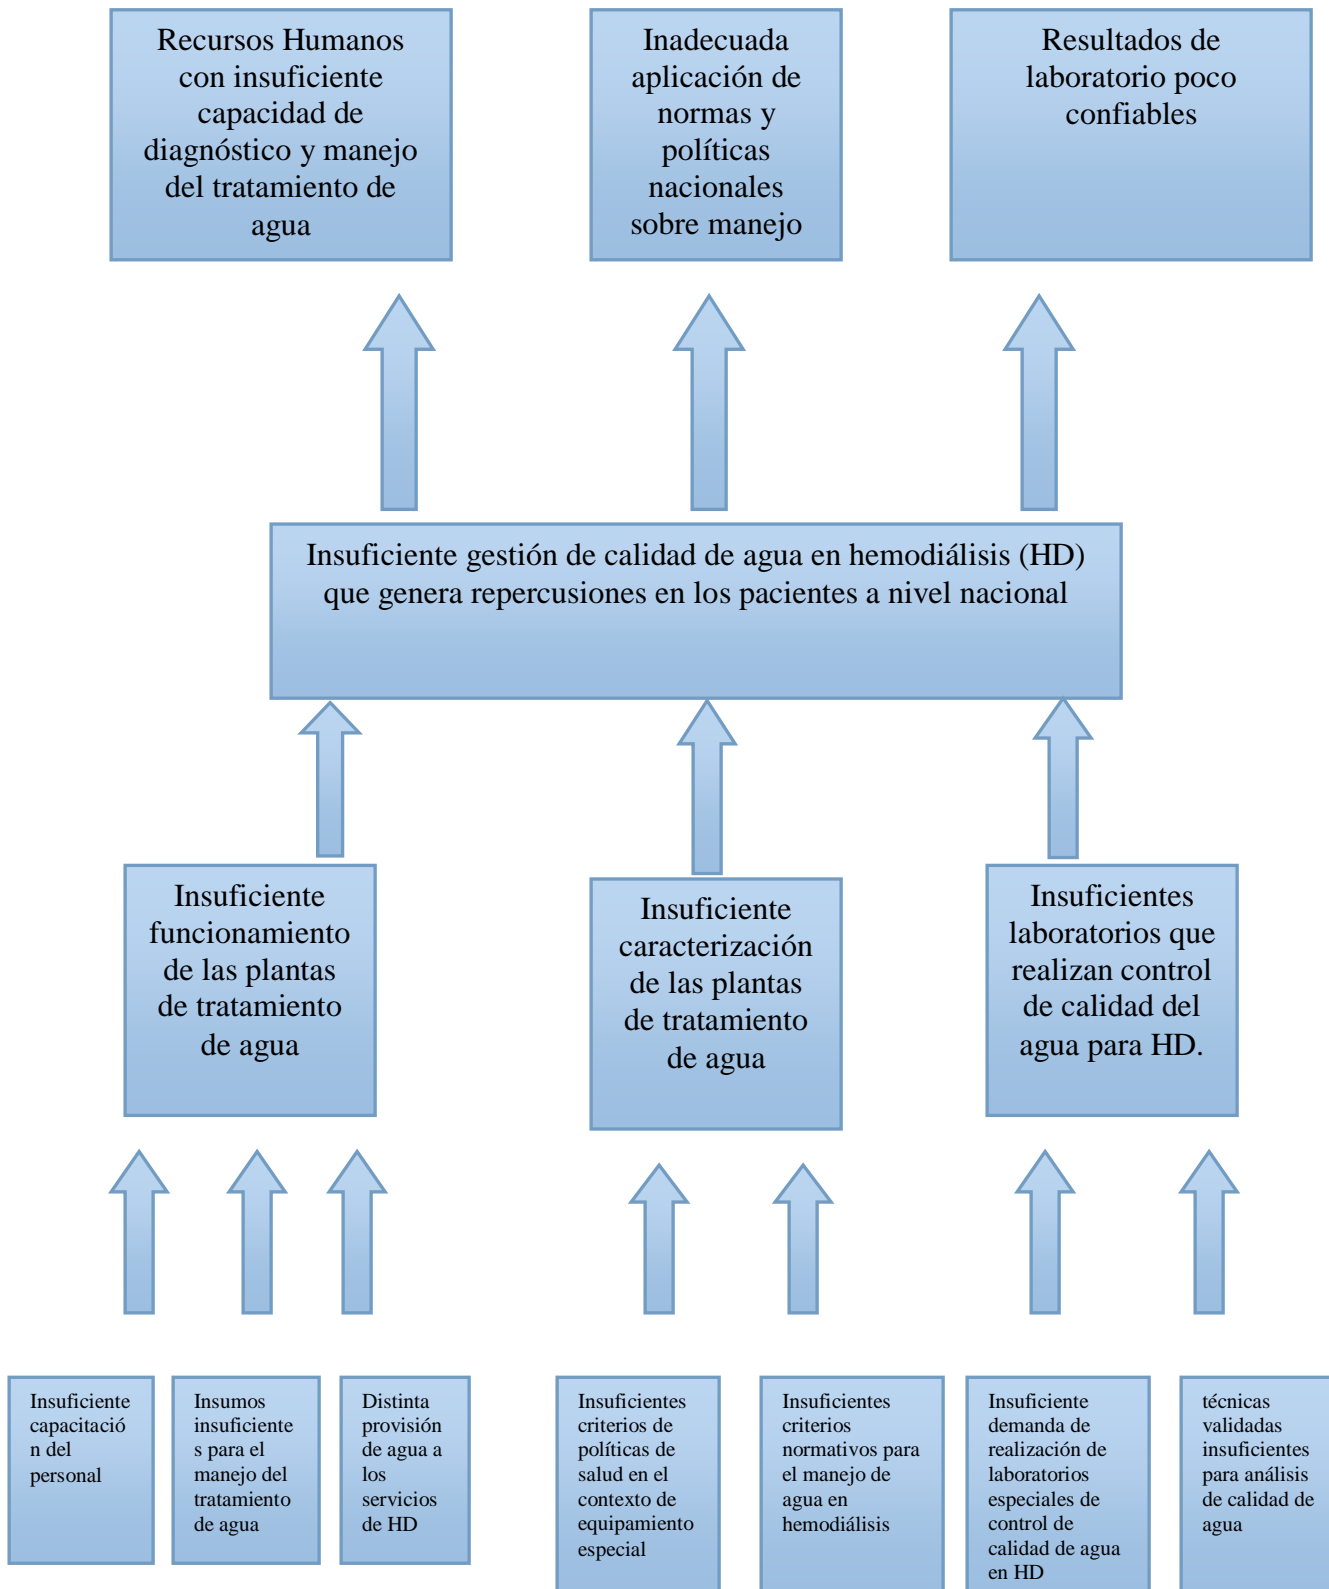 Recursos Humanos
con insuficiente
capacidad de
diagnóstico y manejo
del tratamiento de
agua
Inadecuada
aplicación de
normas y
políticas
nacionales
sobre manejo
Resultados de
laboratorio poco
confiables
Insuficiente gestión de calidad de agua en hemodiálisis (HD)
que genera repercusiones en los pacientes a nivel nacional
Insuficiente
funcionamiento
de las plantas
de tratamiento
de agua
Insuficiente
caracterización
de las plantas
de tratamiento
de agua
Insuficientes
laboratorios que
realizan control
de calidad del
agua para HD.
Insuficiente
capacitació
n del
personal
Insumos
insuficiente
s para el
manejo del
tratamiento
de agua
Distinta
provisión
de agua a
los
servicios
de HD
Insuficientes
criterios de
políticas de
salud en el
contexto de
equipamiento
especial
Insuficientes
criterios
normativos para
el manejo de
agua en
hemodiálisis
Insuficiente
demanda de
realización de
laboratorios
especiales de
control de
calidad de agua
en HD
técnicas
validadas
insuficientes
para análisis
de calidad de
agua